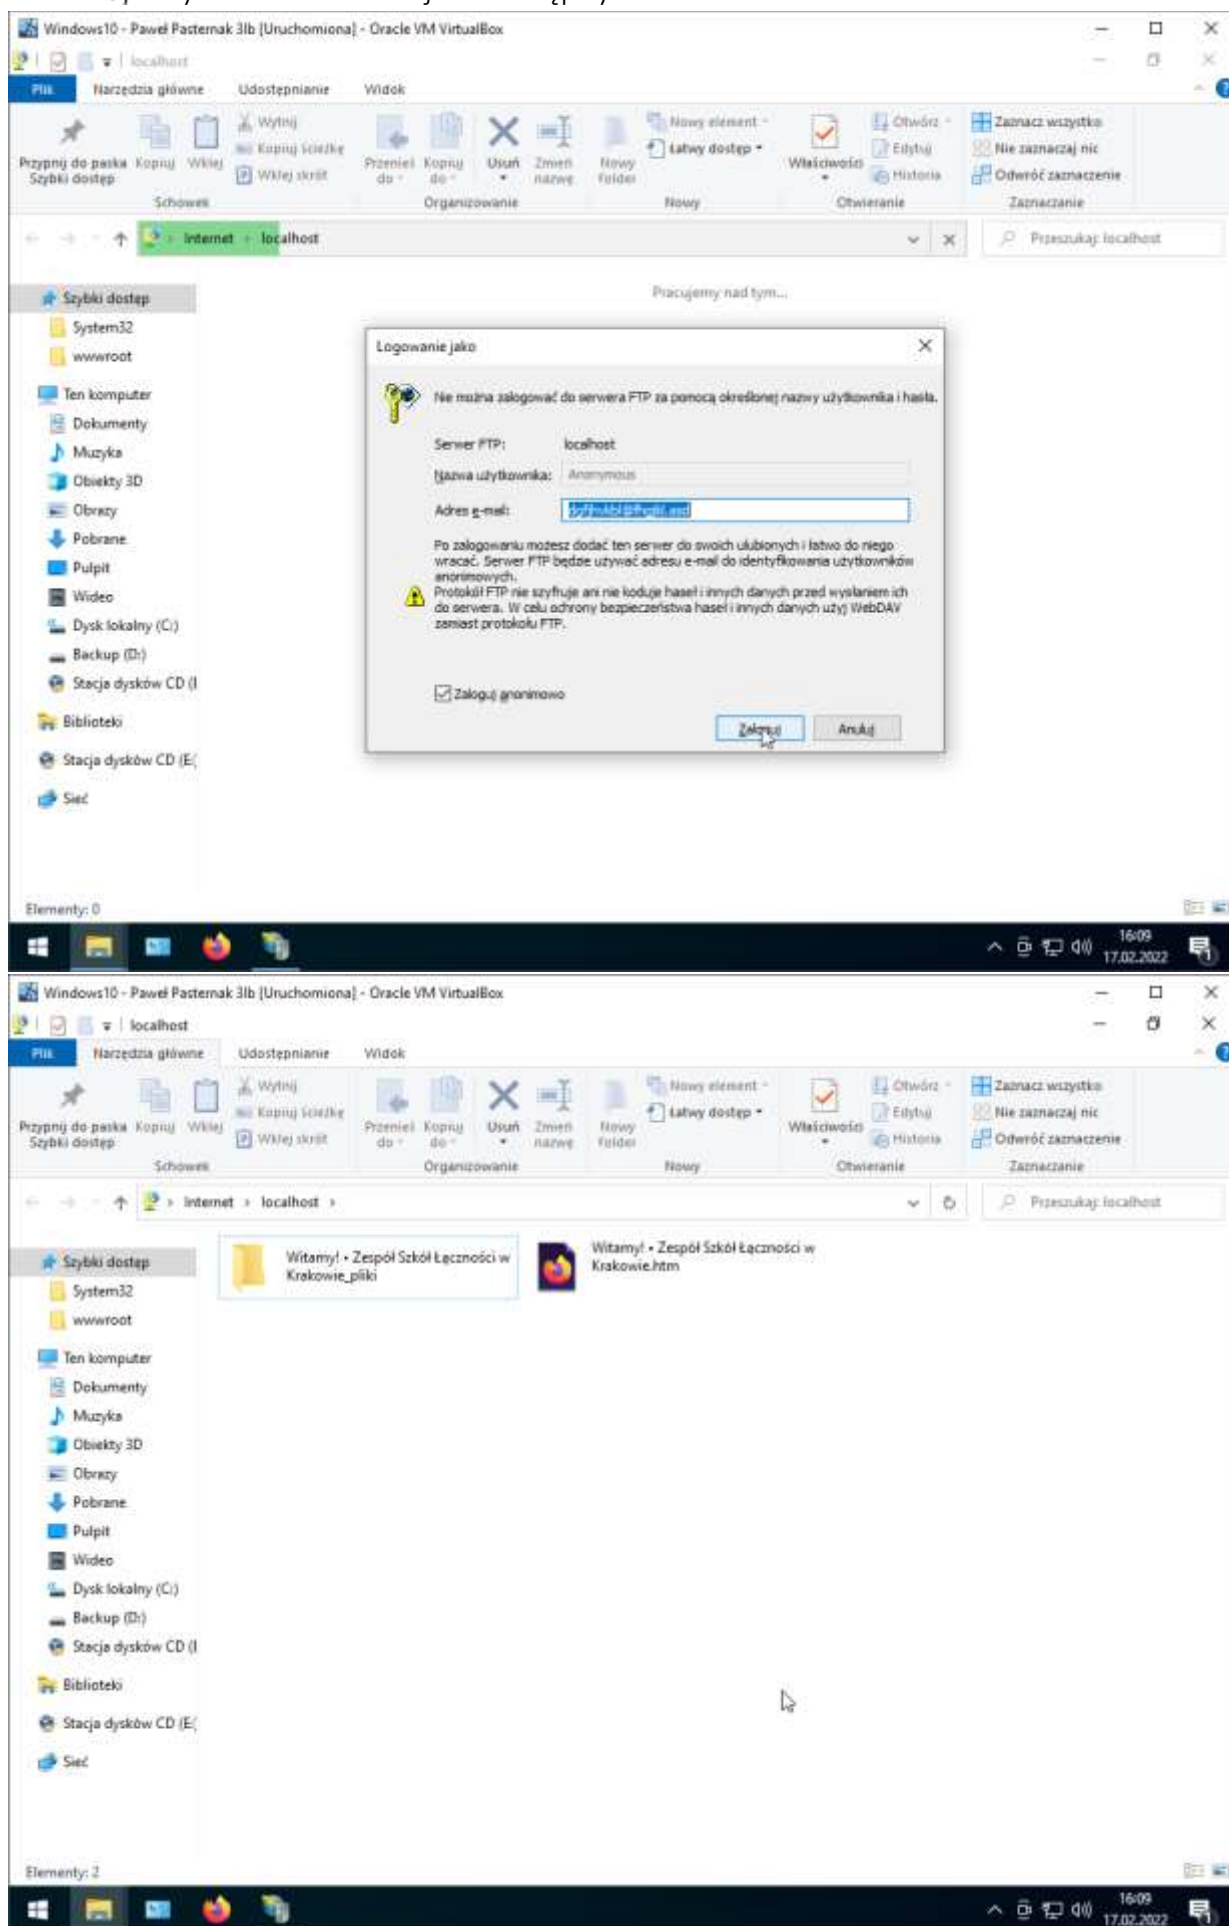 Windows10 - Paweł Pasternak 3lb [Uruchomiona] - Oracle VM VirtualBox
localhost
Plik Narzędzia główne Udostępnianie Widok
Przypnij do paska Szybki dostęp
Kopiuj
Wklej
Wytnij
Kopiuj ścieżkę
Wklej skrót
Przenieś do
Kopiuj do
Usuń
Zmień nazwę
Nowy folder
Nowy element
Łatwy dostęp
Właściwości
Otwórz
Edytuj
Historia
Zaznacz wszystko
Nie zaznaczaj nic
Odwróć zaznaczenie
Schowek Organizowanie Nowy Otwieranie Zaznaczanie
Internet localhost
Przeszukaj: localhost
Pracujemy nad tym...
Szybki dostęp
System32
wwwroot
Ten komputer
Dokumenty
Muzyka
Obiekty 3D
Obrazy
Pobrane
Pulpit
Wideo
Dysk lokalny (C:)
Backup (D:)
Stacja dysków CD (
Biblioteki
Stacja dysków CD (E:
Sieć
Logowanie jako
Nie można zalogować do serwera FTP za pomocą określonej nazwy użytkownika i hasła.
Serwer FTP: localhost
Nazwa użytkownika: Anonymous
Adres e-mail:
Po zalogowaniu możesz dodać ten serwer do swoich ulubionych i łatwo do niego
wracać. Serwer FTP będzie używać adresu e-mail do identyfikowania użytkowników
anonimowych.
Protokół FTP nie szyfruje ani nie koduje haseł i innych danych przed wysłaniem ich
do serwera. W celu ochrony bezpieczeństwa haseł i innych danych użyj WebDAV
zamiast protokołu FTP.
Zaloguj anonimowo
Zaloguj Anuluj
Elementy: 0
16:09
17.02.2022
Windows10 - Paweł Pasternak 3lb [Uruchomiona] - Oracle VM VirtualBox
localhost
Plik Narzędzia główne Udostępnianie Widok
Przypnij do paska Szybki dostęp
Kopiuj
Wklej
Wytnij
Kopiuj ścieżkę
Wklej skrót
Przenieś do
Kopiuj do
Usuń
Zmień nazwę
Nowy folder
Nowy element
Łatwy dostęp
Właściwości
Otwórz
Edytuj
Historia
Zaznacz wszystko
Nie zaznaczaj nic
Odwróć zaznaczenie
Schowek Organizowanie Nowy Otwieranie Zaznaczanie
Internet localhost
Przeszukaj: localhost
Szybki dostęp
System32
wwwroot
Ten komputer
Dokumenty
Muzyka
Obiekty 3D
Obrazy
Pobrane
Pulpit
Wideo
Dysk lokalny (C:)
Backup (D:)
Stacja dysków CD (
Biblioteki
Stacja dysków CD (E:
Sieć
Witamy! • Zespół Szkół Łączności w
Krakowie_pliki
Witamy! • Zespół Szkół Łączności w
Krakowie.htm
Elementy: 2
16:09
17.02.2022